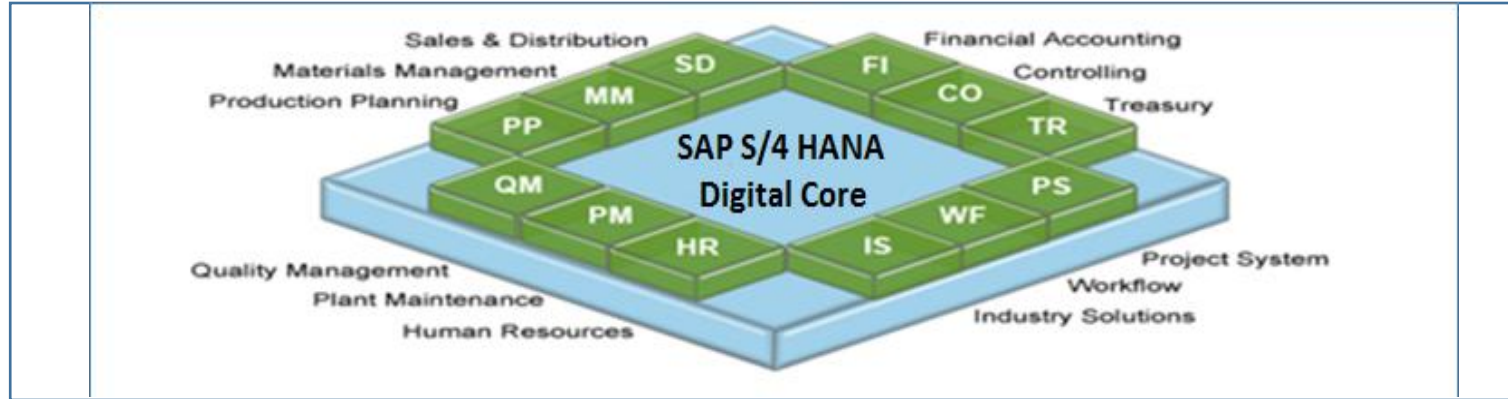 Sales & Distribution
Materials Management
Production Planning
SD
MM
PP
Financial Accounting
Controlling
Treasury
FI
CO
TR
SAP S/4 HANA
Digital Core
QM
PM
HR
PS
WF
IS
Quality Management
Plant Maintenance
Human Resources
Project System
Workflow
Industry Solutions